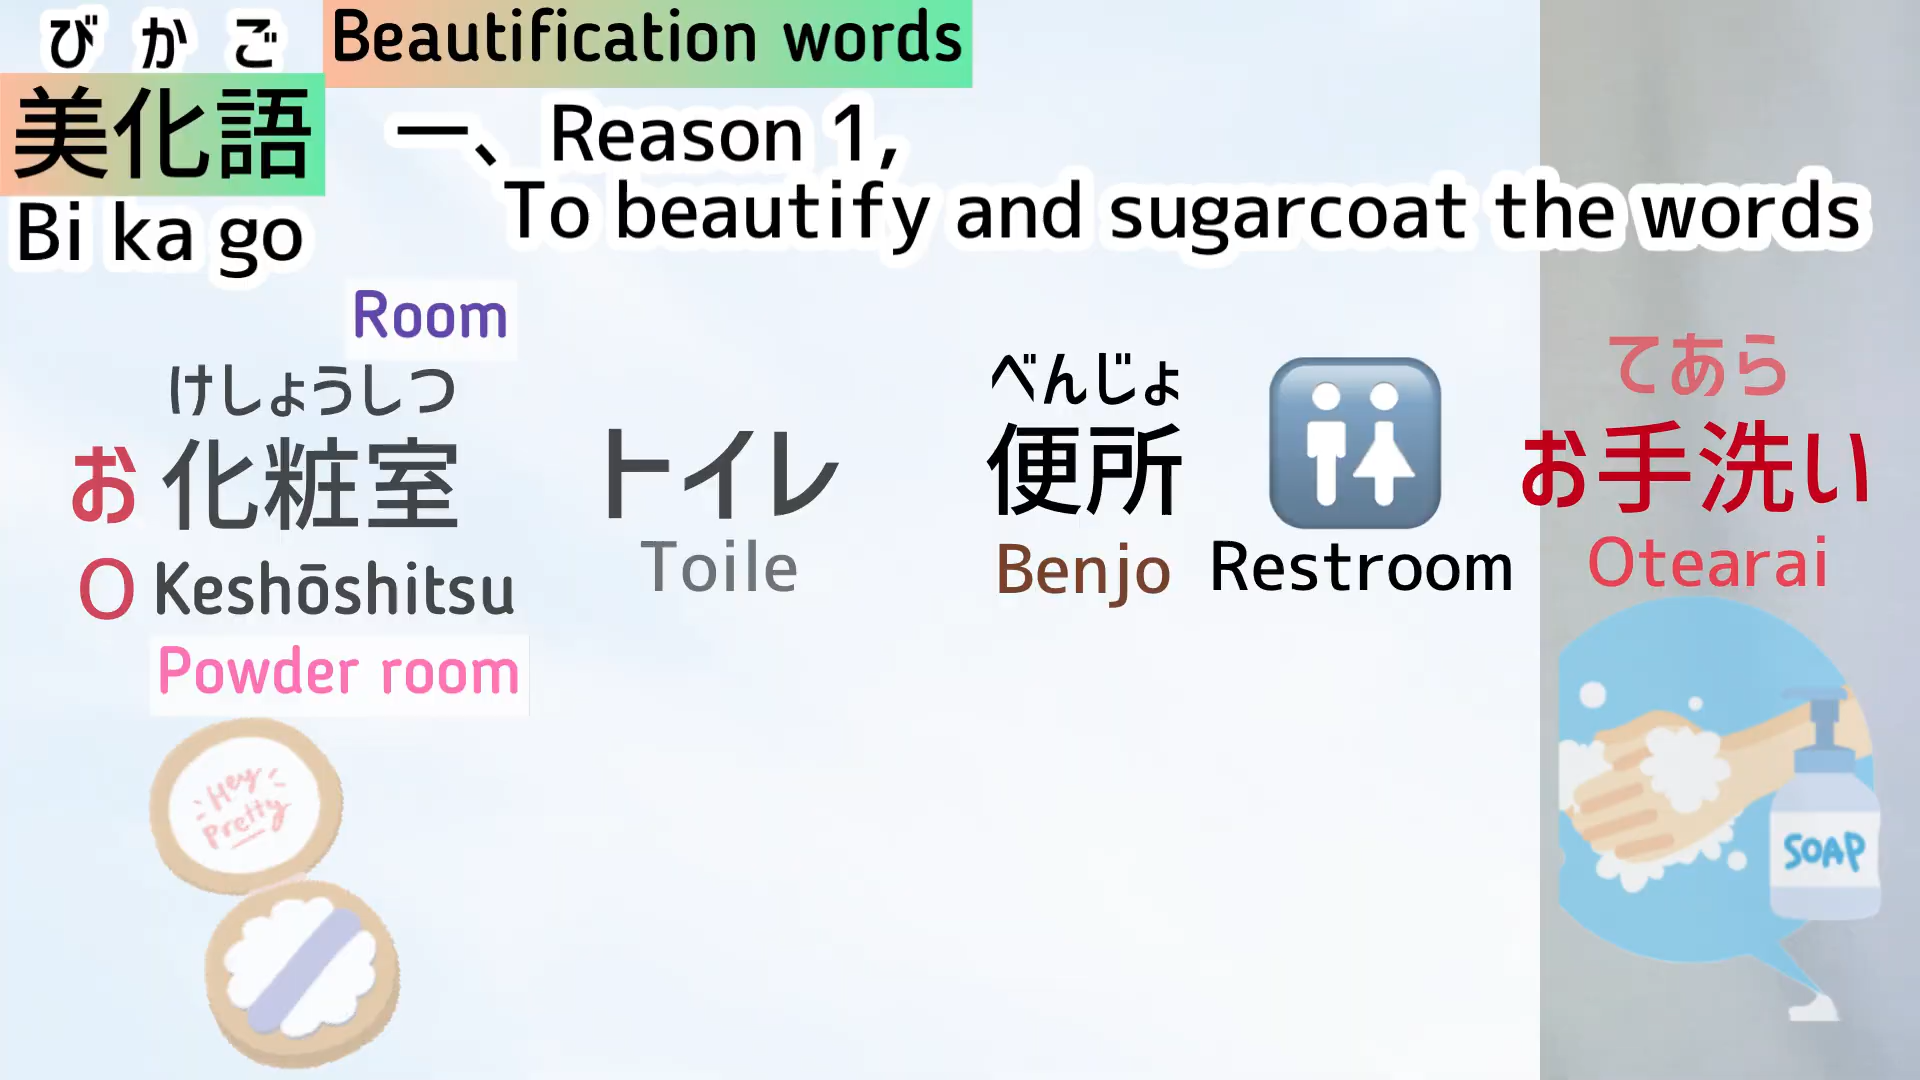 びかご
Beautification words
美化語
Bi ka go
一、Reason 1,
To beautify and sugarcoat the words
Room
けしょうしつ
お化粧室
O Keshōshitsu
Powder room
Hey
Pretty
トイレ
Toile
べんじょ
便所
Benjo
Restroom
てあら
お手洗い
Otearai
SOAP